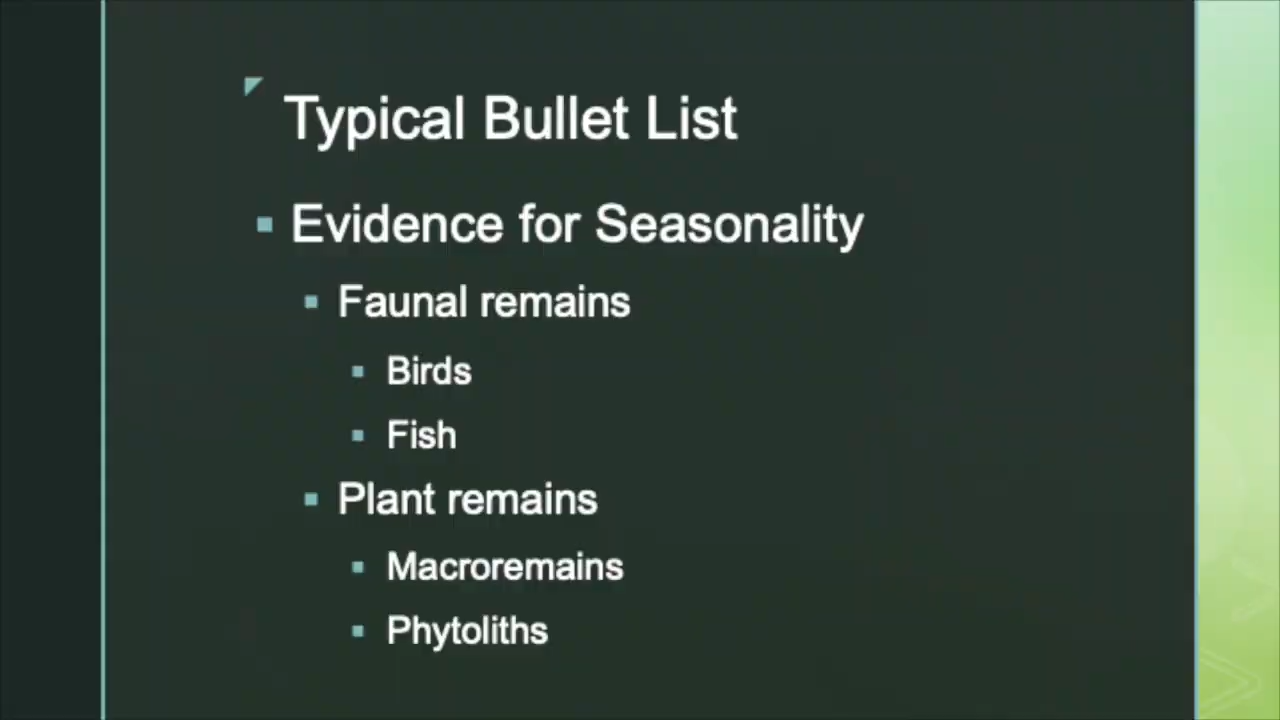 Typical Bullet List
Evidence for Seasonality
Faunal remains
Birds
Fish
Plant remains
Macroremains
Phytoliths